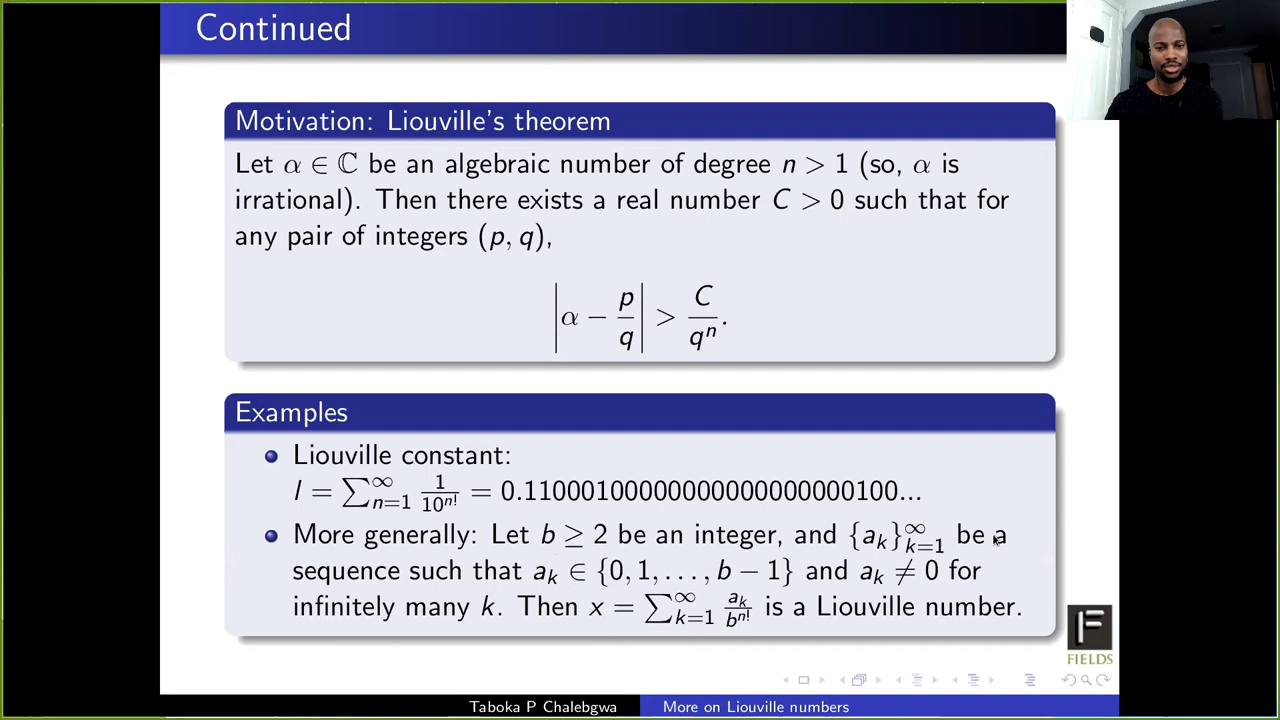 Continued
Motivation: Liouville's theorem
Let α ∈ ℂ be an algebraic number of degree n > 1 (so, α is
irrational). Then there exists a real number C > 0 such that for
any pair of integers (p, q),
|α − p/q| > C/qⁿ.
Examples
Liouville constant:
l = ∑_{n=1}^{∞} 1/10^{n!} = 0.11000100000000000000000100...
More generally: Let b ≥ 2 be an integer, and {a_k}_{k=1}^{∞} be a
sequence such that a_k ∈ {0, 1, . . . , b − 1} and a_k ≠ 0 for
infinitely many k. Then x = ∑_{k=1}^{∞} a_k/b^{n!} is a Liouville number.
F
FIELDS
Taboka P Chalebgwa More on Liouville numbers